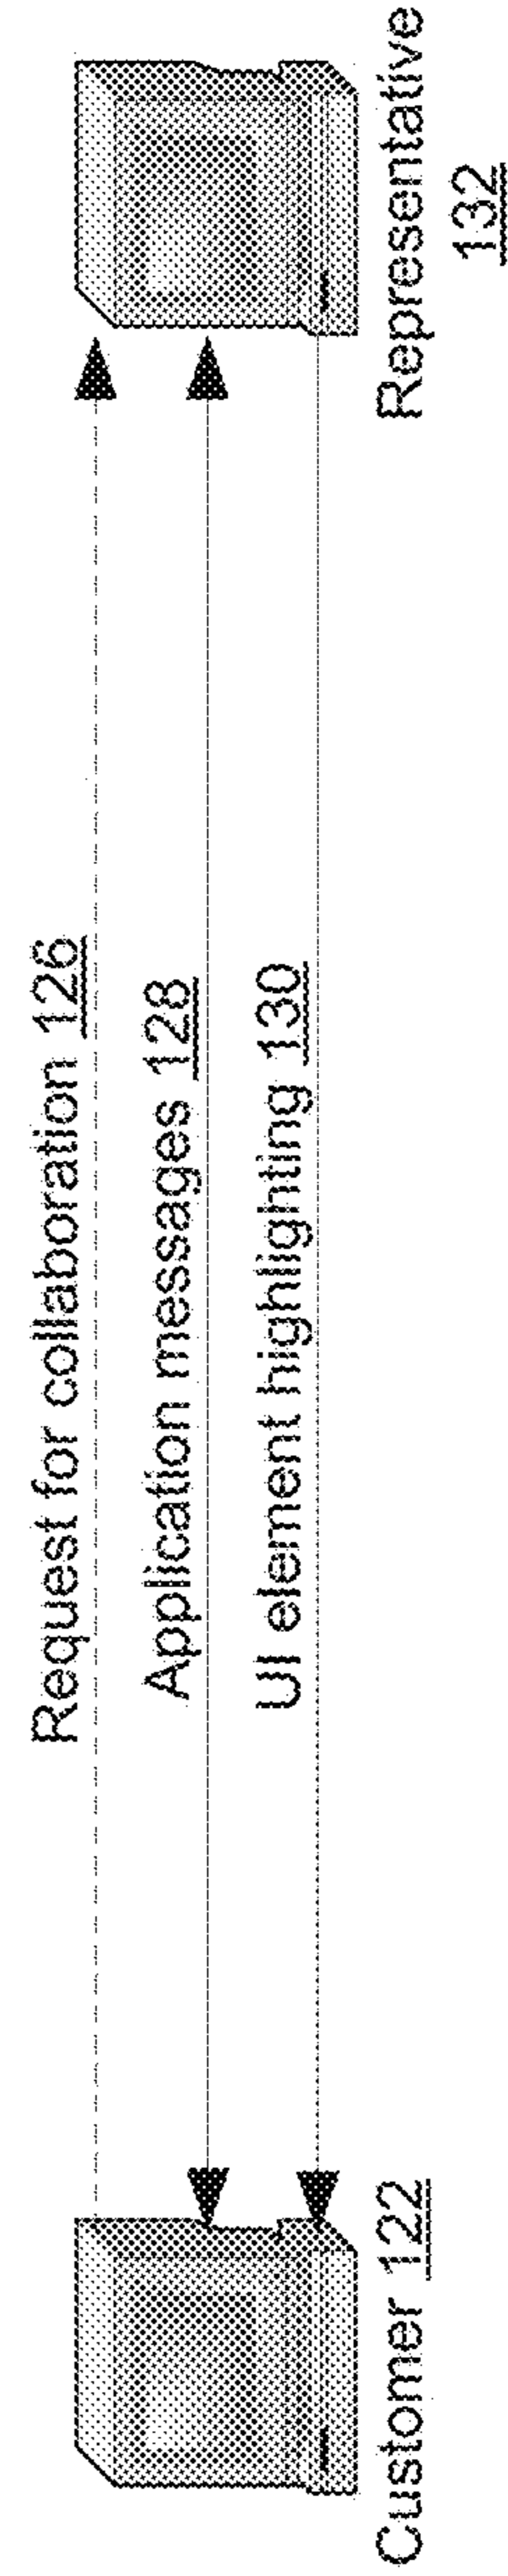 Request for collaboration 126
Application messages 128
UI element highlighting 130
Customer 122
Representative
132